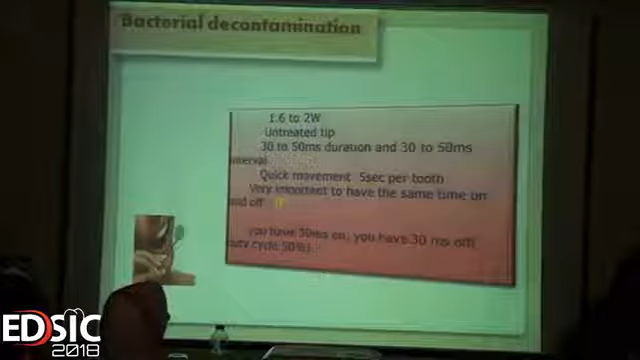 Bacterial decontamination
1.6 to 2W
Untreated tip
30 to 50ms duration and 30 to 50ms
interval
Quick movement 5sec per tooth
Very important to have the same time on
and off
you have 30ms on, you have 30 ms off(
duty cycle 50%).
EDSIC
2018